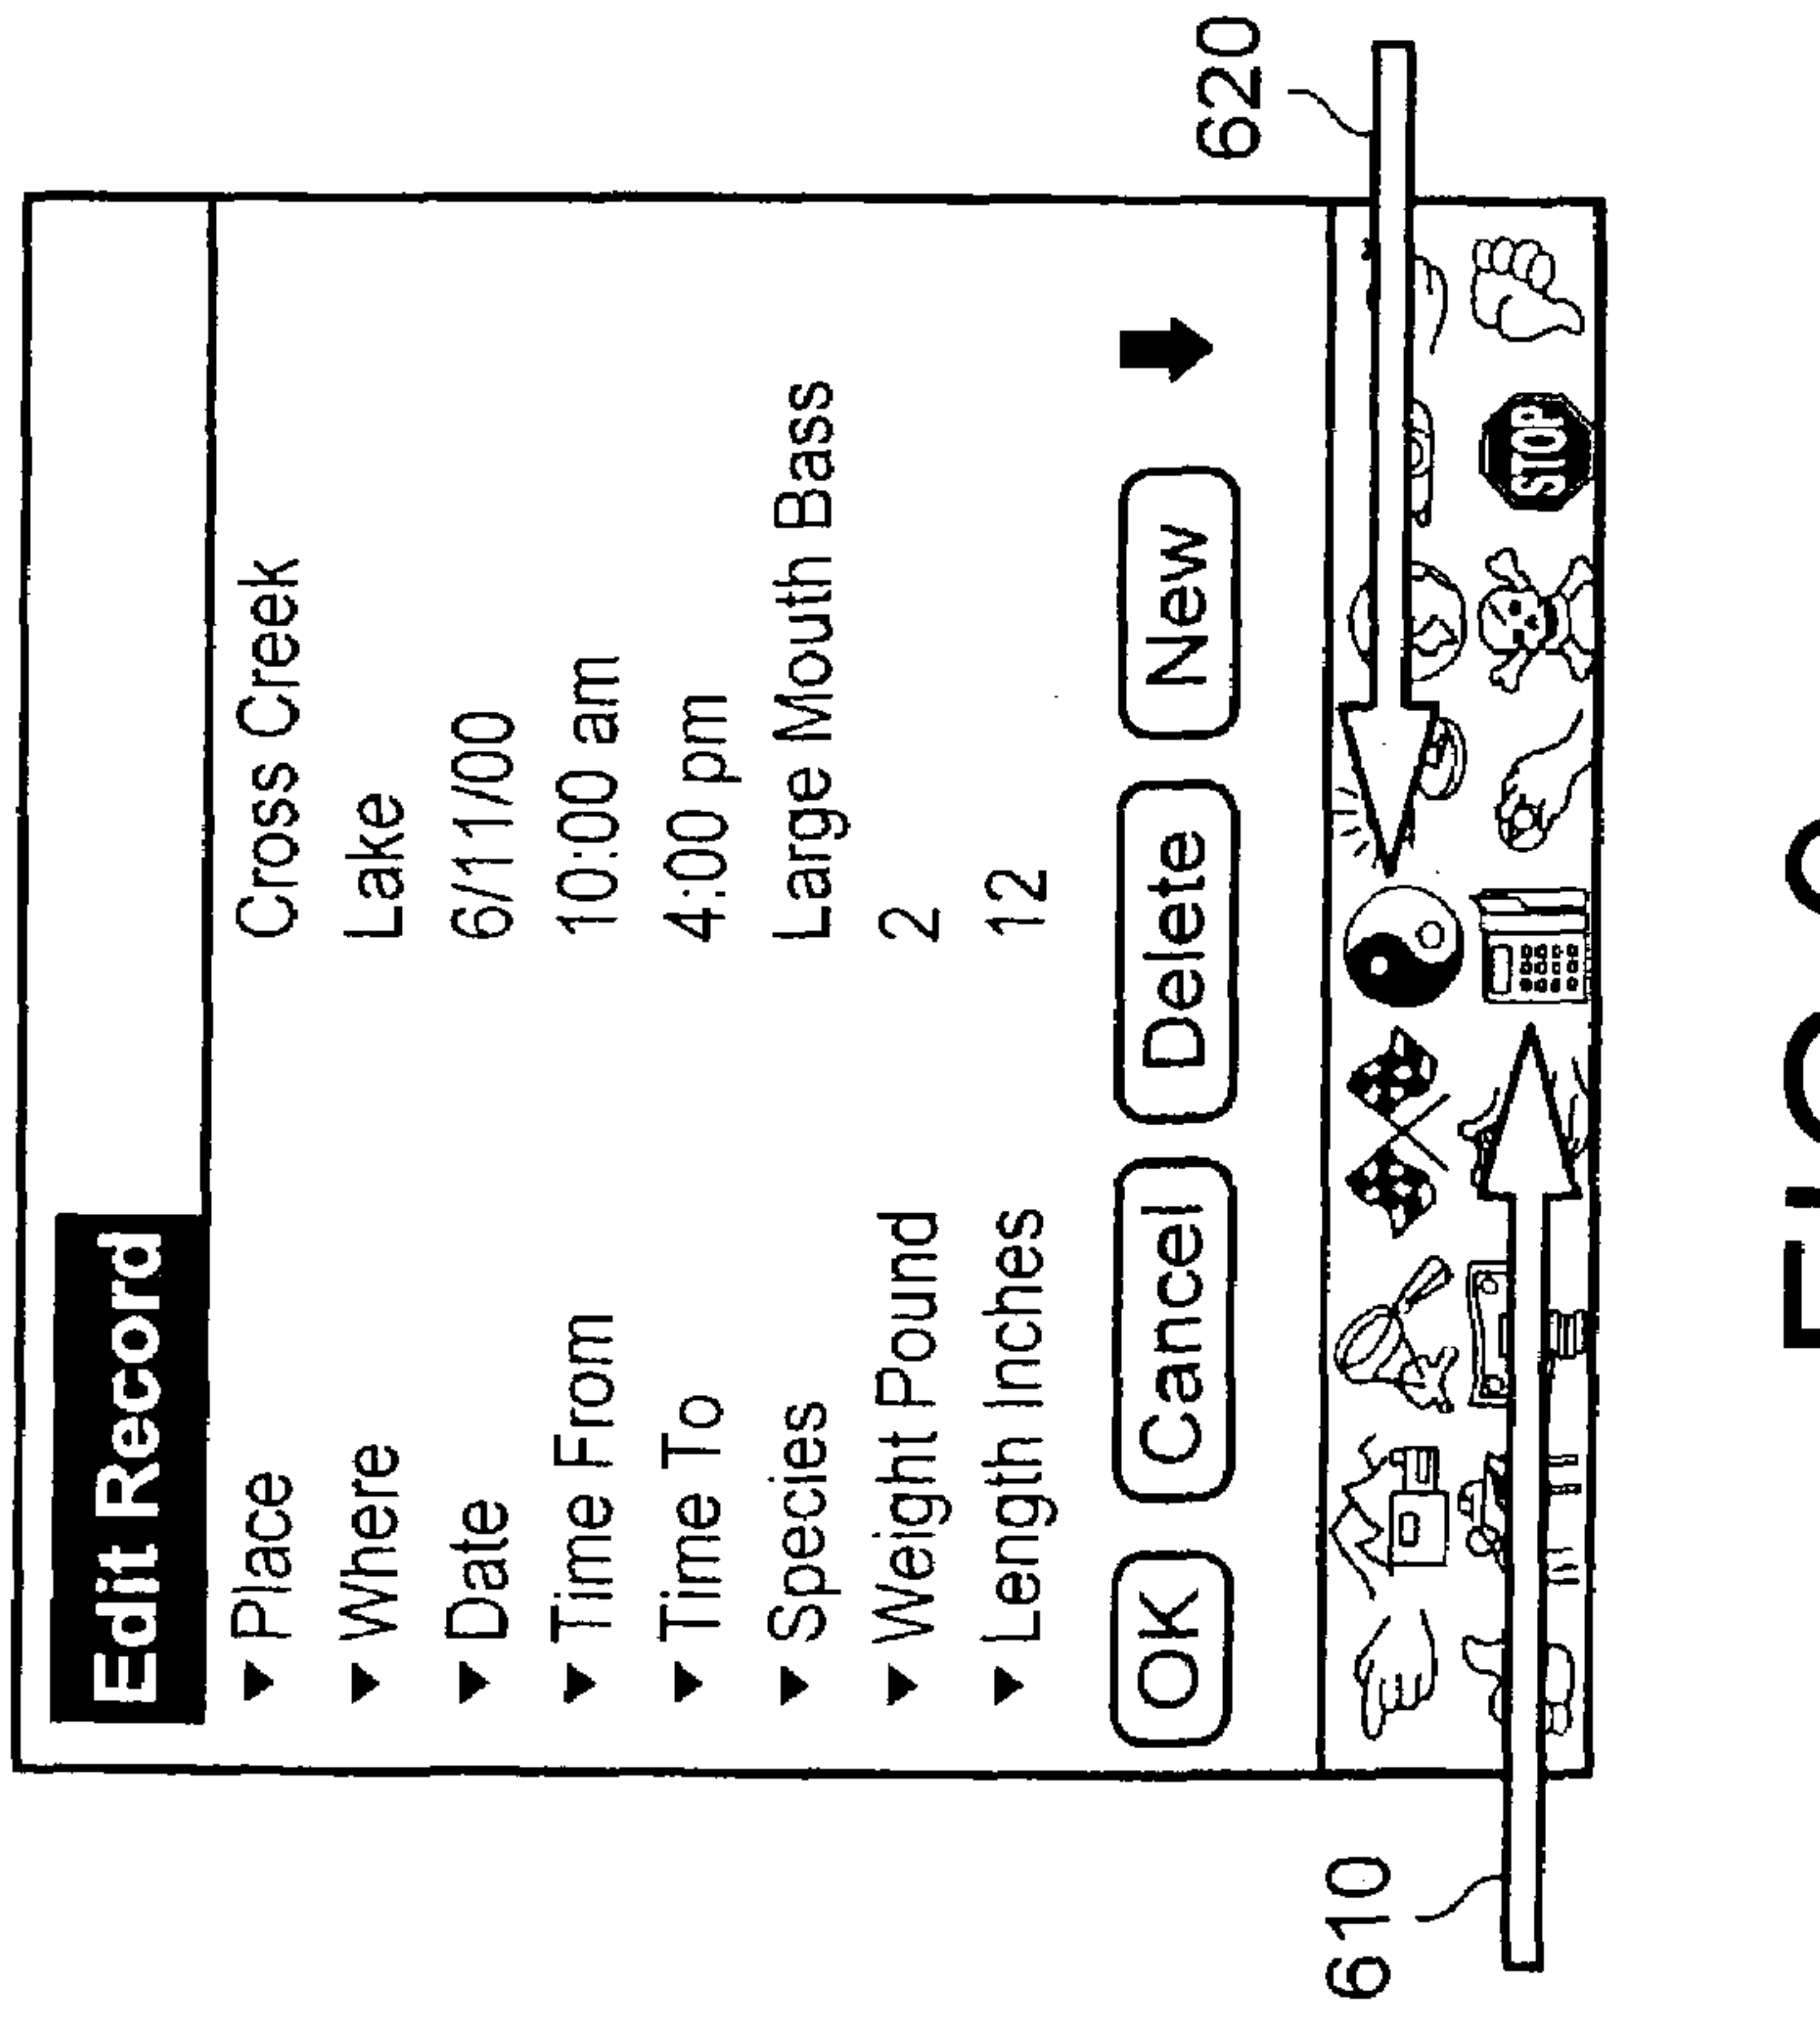 Edit Record
Place Cross Creek
Where Lake
Date 6/11/00
Time From 10:00 am
Time To 4:00 pm
Species Large Mouth Bass
Weight Pound 2
Length Inches 12
OK Cancel Delete New
620
STOP
610